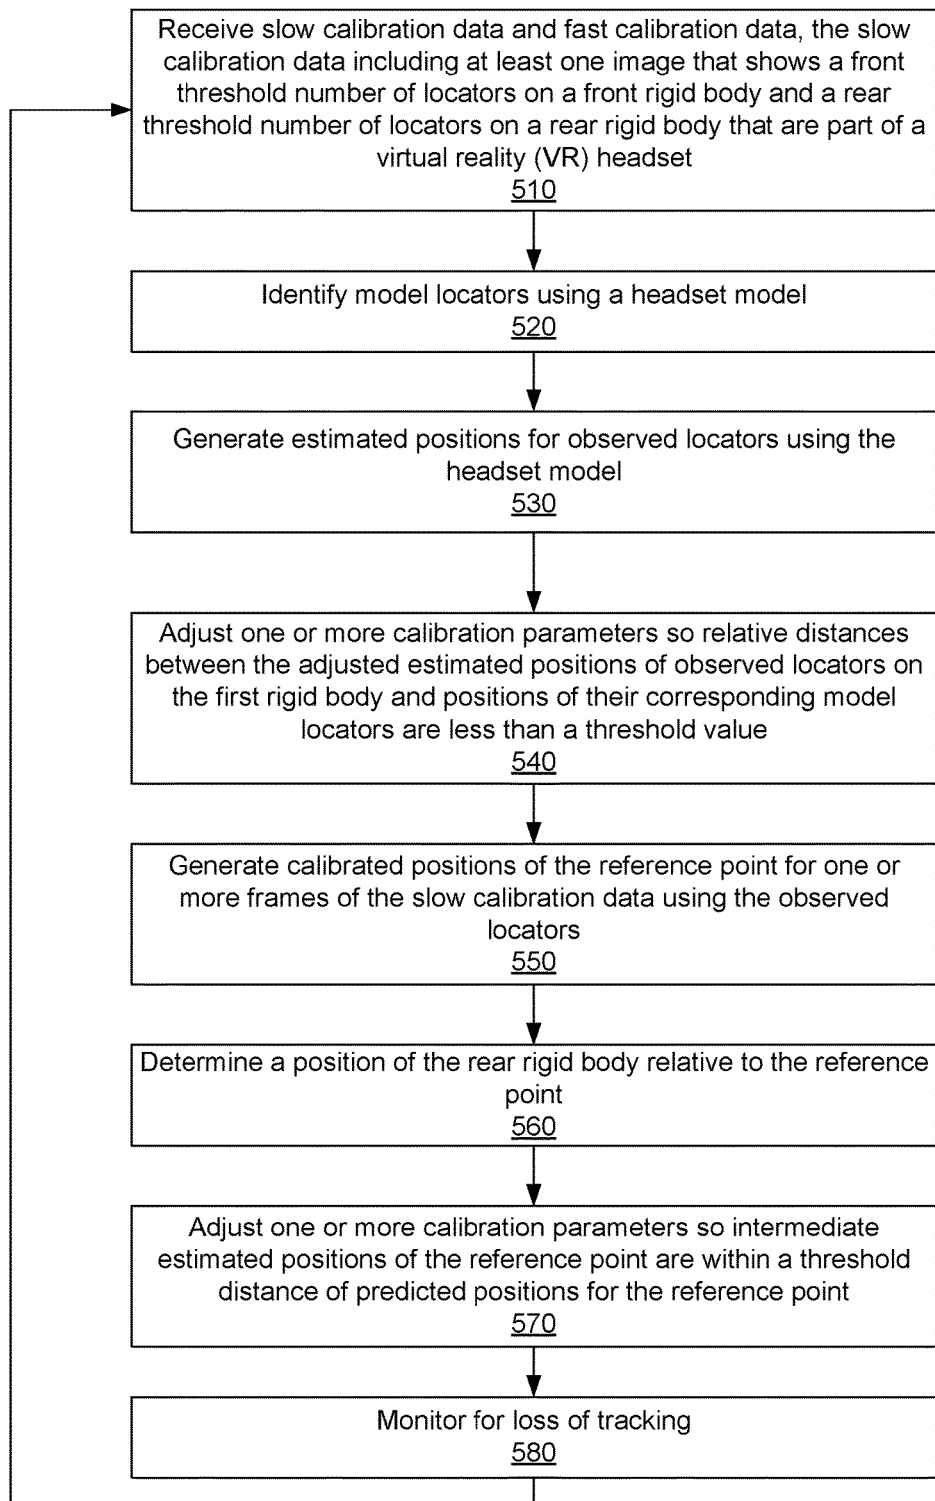 Receive slow calibration data and fast calibration data, the slow
calibration data including at least one image that shows a front
threshold number of locators on a front rigid body and a rear
threshold number of locators on a rear rigid body that are part of a
virtual reality (VR) headset
510
Identify model locators using a headset model
520
Generate estimated positions for observed locators using the
headset model
530
Adjust one or more calibration parameters so relative distances
between the adjusted estimated positions of observed locators on
the first rigid body and positions of their corresponding model
locators are less than a threshold value
540
Generate calibrated positions of the reference point for one or
more frames of the slow calibration data using the observed
locators
550
Determine a position of the rear rigid body relative to the reference
point
560
Adjust one or more calibration parameters so intermediate
estimated positions of the reference point are within a threshold
distance of predicted positions for the reference point
570
Monitor for loss of tracking
580